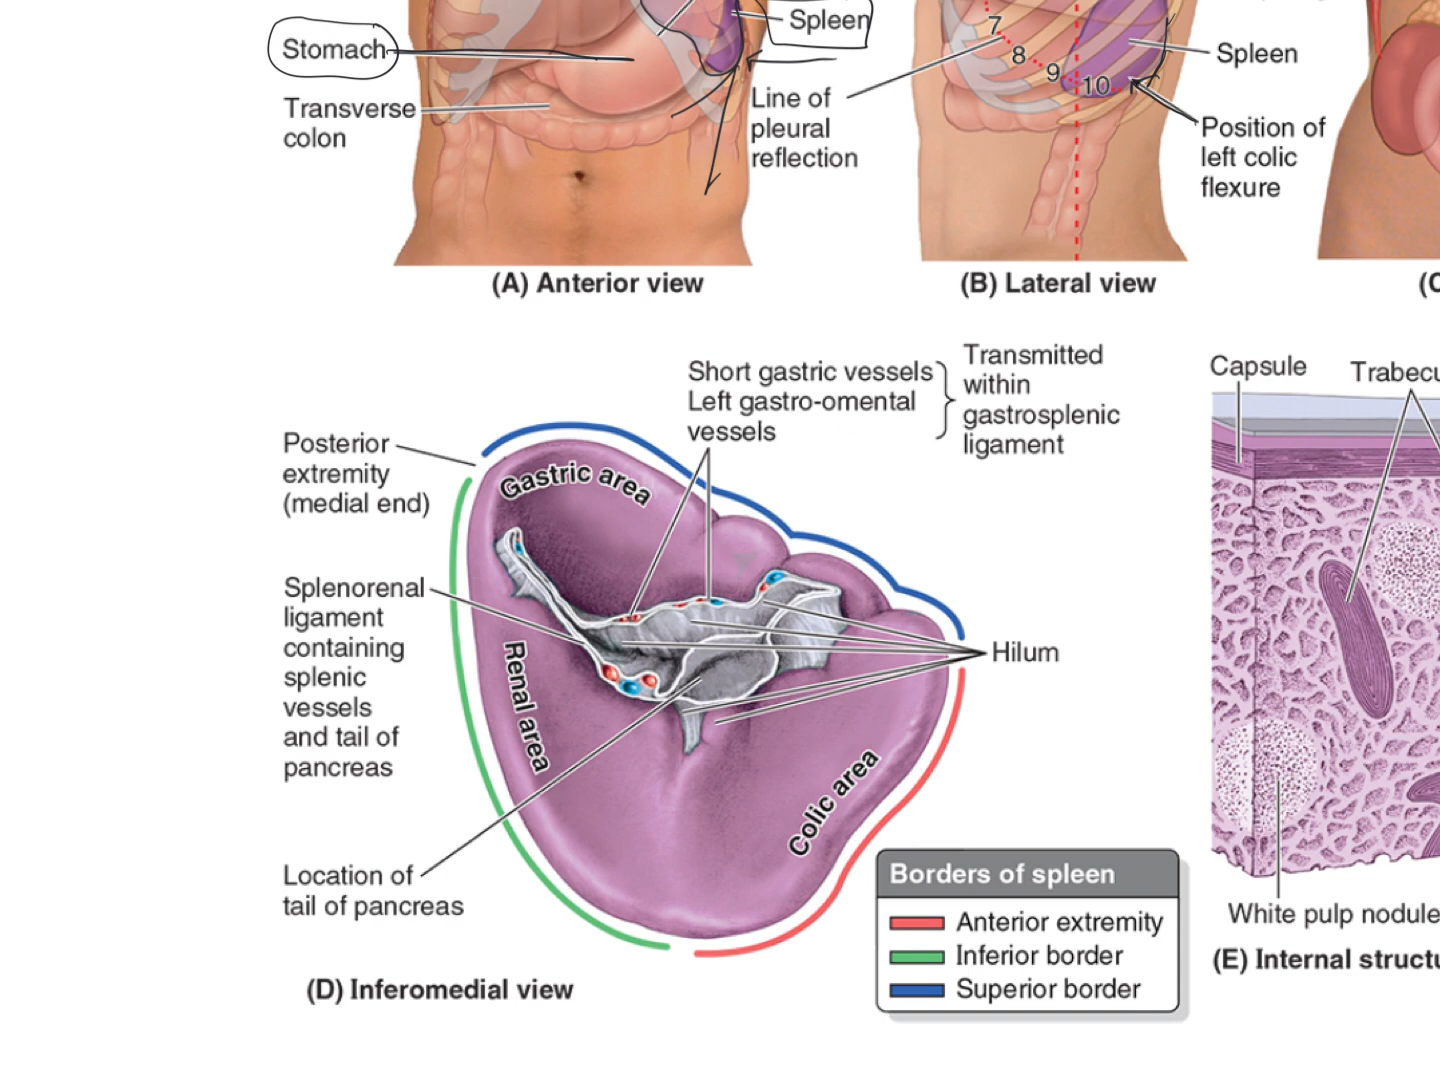 Stomach
Transverse
colon
Spleen
Line of
pleural
reflection
(A) Anterior view
7
8
9
10
Spleen
Position of
left colic
flexure
(B) Lateral view
Short gastric vessels
Left gastro-omental
vessels
Transmitted
within
gastrosplenic
ligament
Posterior
extremity
(medial end)
Splenorenal
ligament
containing
splenic
vessels
and tail of
pancreas
Location of
tail of pancreas
Gastric area
Renal area
Colic area
Hilum
Borders of spleen
Anterior extremity
Inferior border
Superior border
(D) Inferomedial view
Capsule
White pulp nodule
(E) Internal